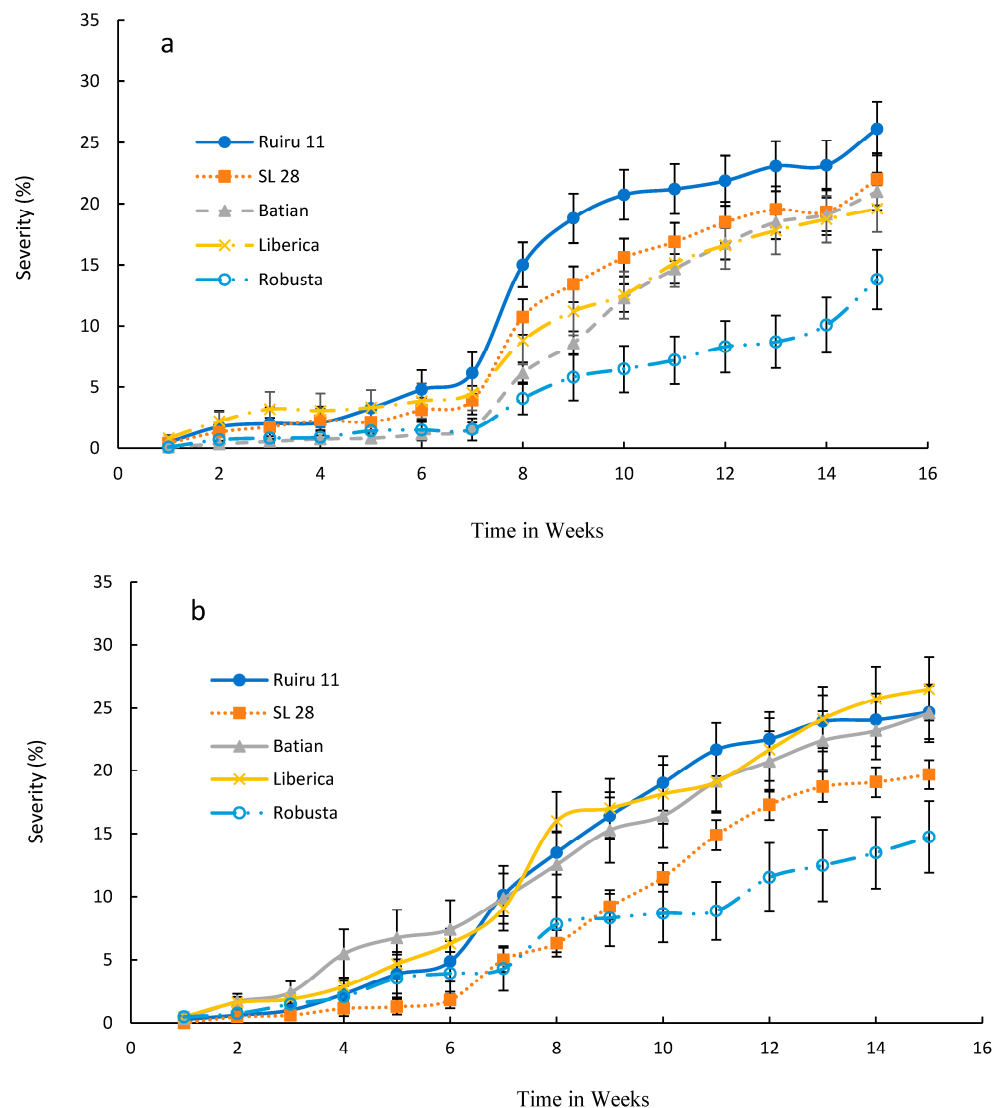 a
35
30
25
20
15
10
5
0
Severity (%)
Ruiru 11
SL 28
Batian
Liberica
Robusta
0 2 4 6 8 10 12 14 16
Time in Weeks
b
35
30
25
20
15
10
5
0
Severity (%)
Ruiru 11
SL 28
Batian
Liberica
Robusta
0 2 4 6 8 10 12 14 16
Time in Weeks